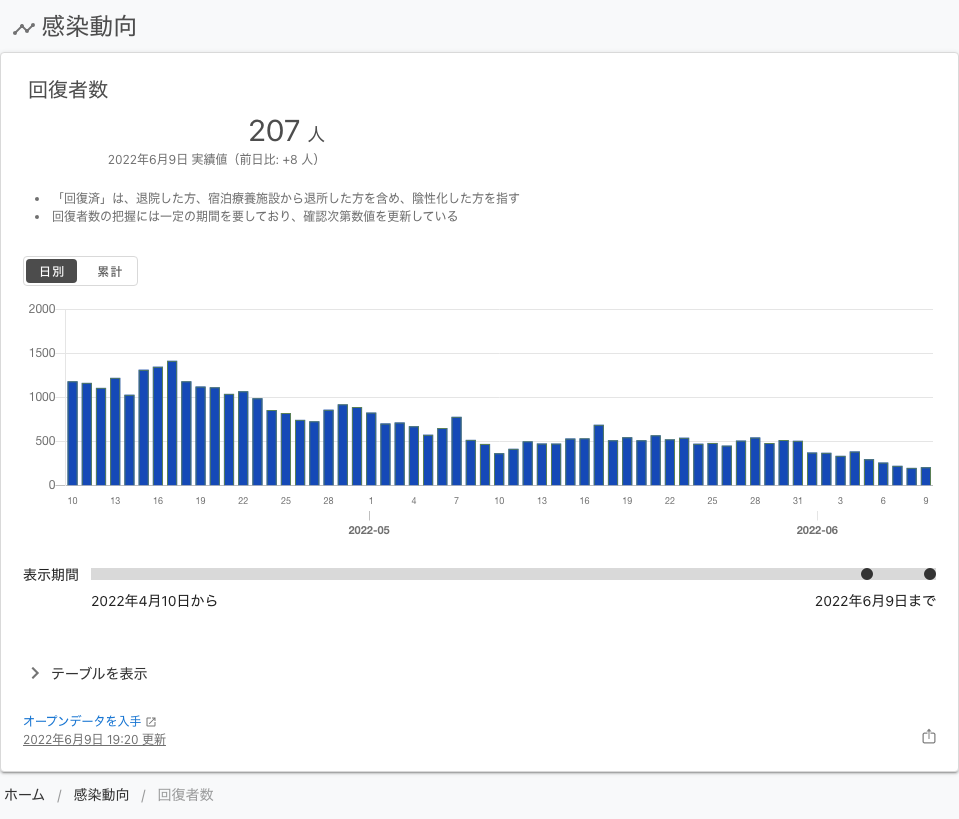 感染動向
回復者数
207 人
2022年6月9日 実績値（前日比: +8 人）
• 「回復済」は、退院した方、宿泊療養施設から退所した方を含め、陰性化した方を指す
• 回復者数の把握には一定の期間を要しており、確認次第数値を更新している
日別 累計
2000
1500
1000
500
0
10 13 16 19 22 25 28 1 4 7 10 13 16 19 22 25 28 31 3 6 9
2022-05 2022-06
表示期間
2022年4月10日から 2022年6月9日まで
テーブルを表示
オープンデータを入手
2022年6月9日 19:20 更新
ホーム / 感染動向 / 回復者数